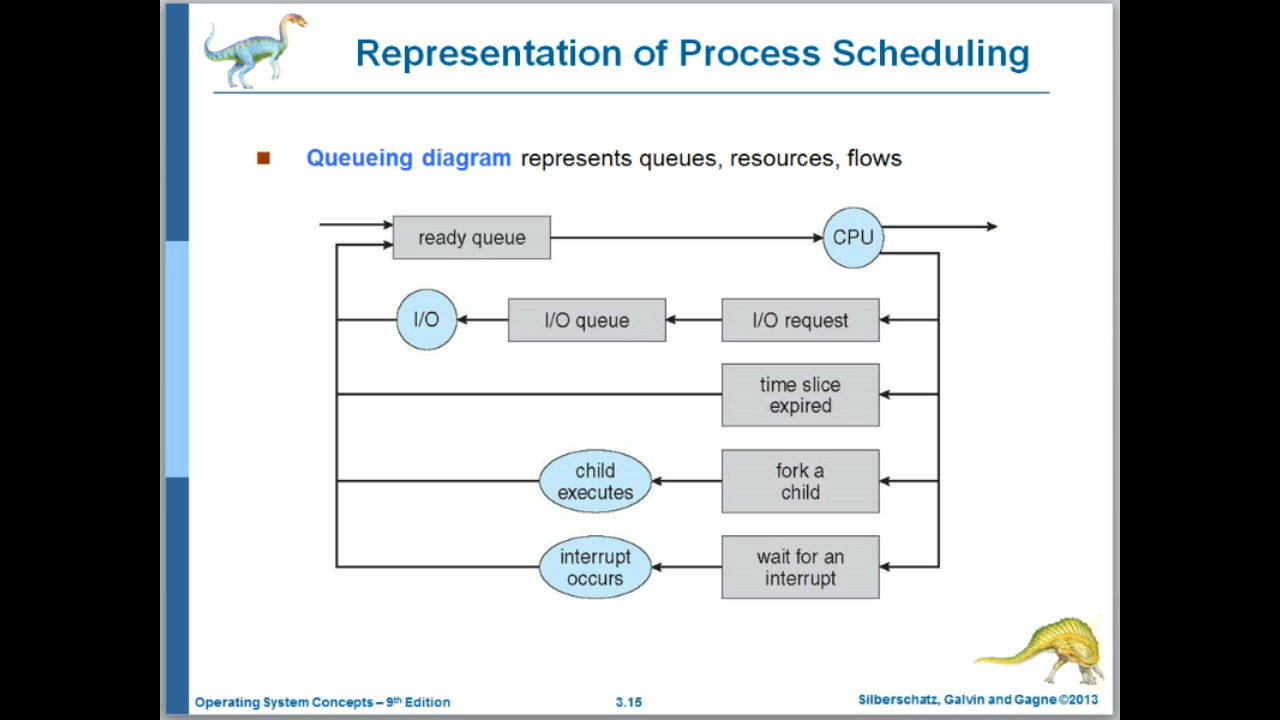 Representation of Process Scheduling
Queueing diagram represents queues, resources, flows
ready queue
CPU
I/O
I/O queue
I/O request
time slice
expired
child
executes
fork a
child
interrupt
occurs
wait for an
interrupt
Operating System Concepts – 9th Edition
3.15
Silberschatz, Galvin and Gagne ©2013